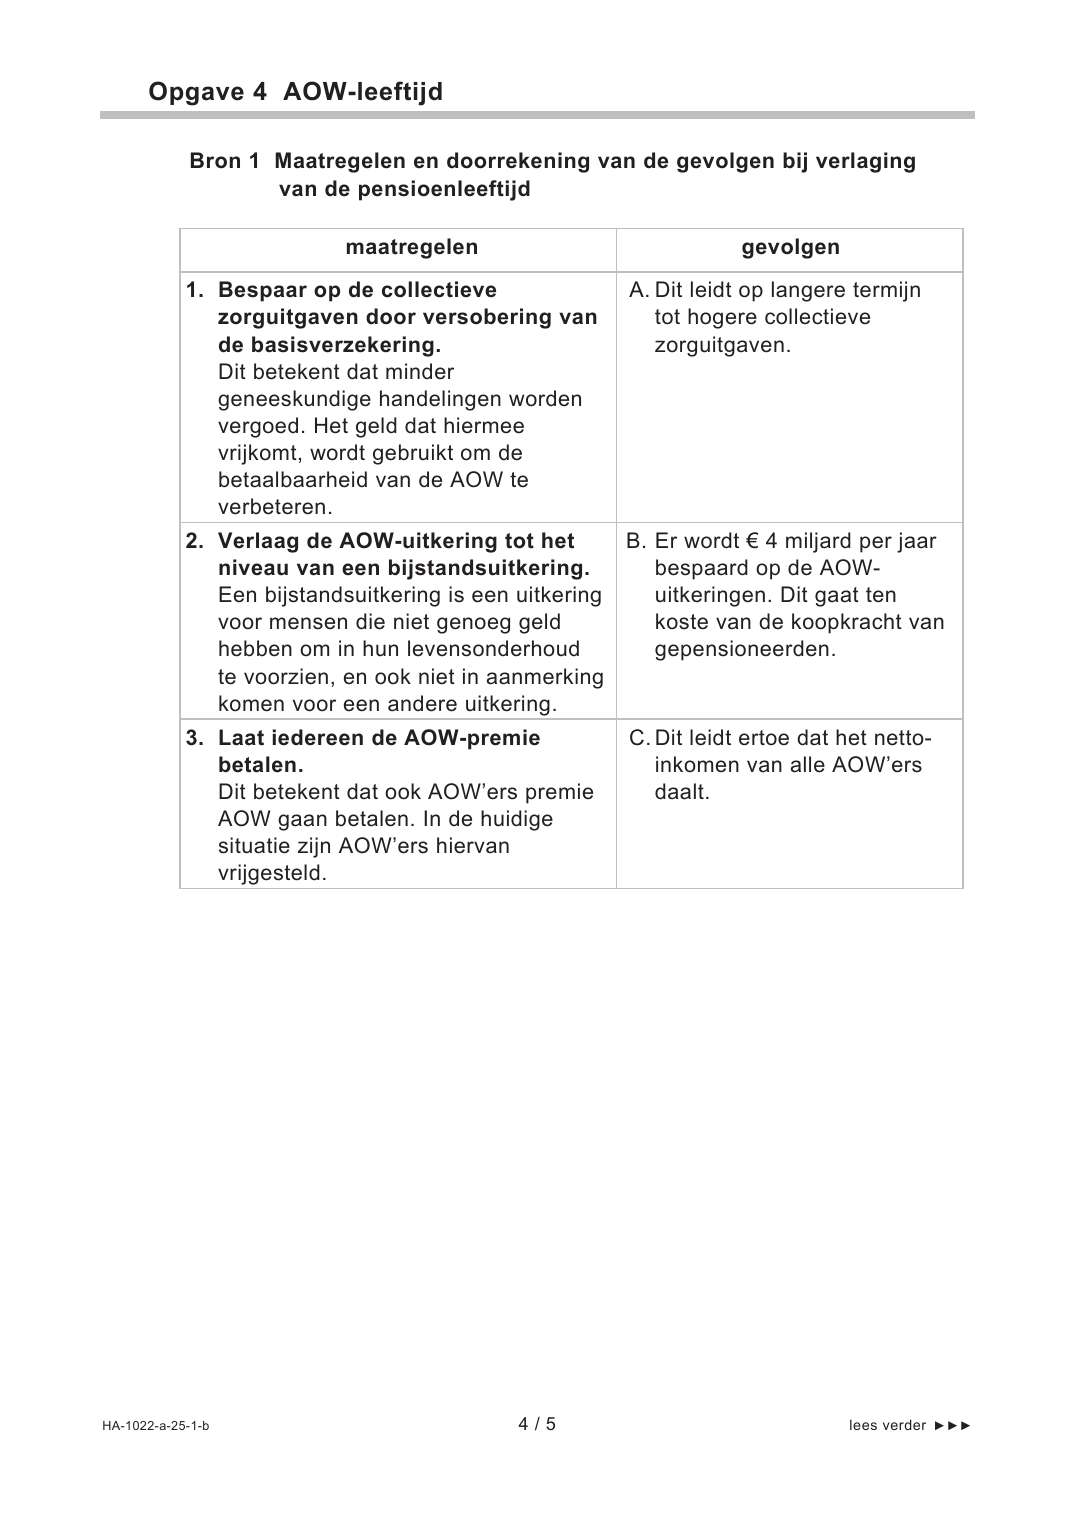 Opgave 4  AOW-leeftijd
Bron 1  Maatregelen en doorrekening van de gevolgen bij verlaging
van de pensioenleeftijd
maatregelen
gevolgen
1. Bespaar op de collectieve
zorguitgaven door versobering van
de basisverzekering.
Dit betekent dat minder
geneeskundige handelingen worden
vergoed. Het geld dat hiermee
vrijkomt, wordt gebruikt om de
betaalbaarheid van de AOW te
verbeteren.
A. Dit leidt op langere termijn
tot hogere collectieve
zorguitgaven.
2. Verlaag de AOW-uitkering tot het
niveau van een bijstandsuitkering.
Een bijstandsuitkering is een uitkering
voor mensen die niet genoeg geld
hebben om in hun levensonderhoud
te voorzien, en ook niet in aanmerking
komen voor een andere uitkering.
B. Er wordt € 4 miljard per jaar
bespaard op de AOW-
uitkeringen. Dit gaat ten
koste van de koopkracht van
gepensioneerden.
3. Laat iedereen de AOW-premie
betalen.
Dit betekent dat ook AOW’ers premie
AOW gaan betalen. In de huidige
situatie zijn AOW’ers hiervan
vrijgesteld.
C. Dit leidt ertoe dat het netto-
inkomen van alle AOW’ers
daalt.
HA-1022-a-25-1-b
4 / 5
lees verder ►►►